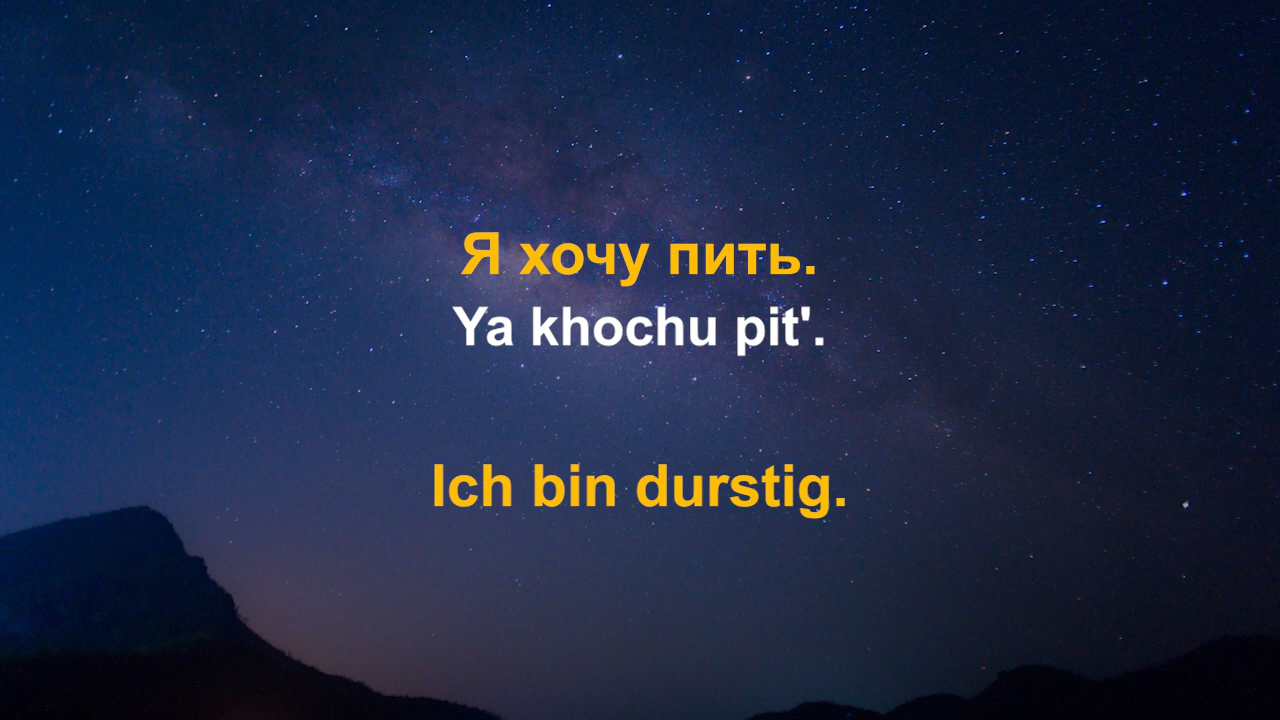 Я хочу пить.
Ya khochu pit'.
Ich bin durstig.